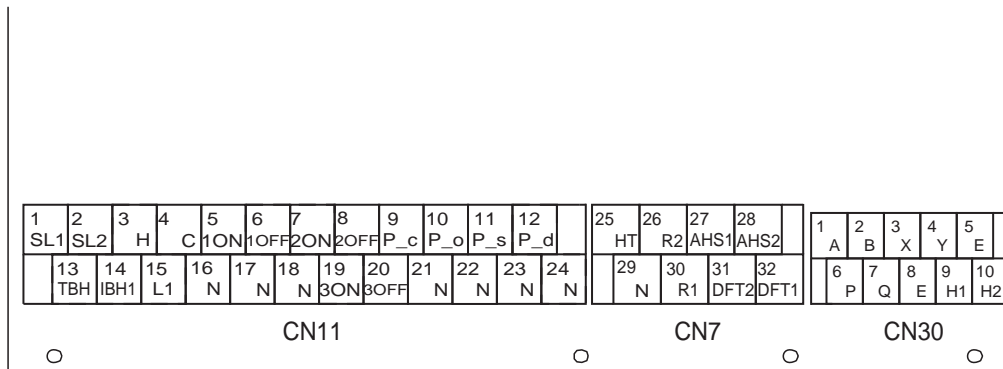 1 2 3 4 5 6 7 8 9 10 11 12
SL1 SL2 H C 1ON 1OFF 2ON 2OFF P_c P_o P_s P_d
13 14 15 16 17 18 19 20 21 22 23 24
TBH IBH1 L1 N N N 3ON 3OFF N N N N
CN11
25 26 27 28
HT R2 AHS1 AHS2
29 30 31 32
N R1 DFT2 DFT1
CN7
1 2 3 4 5
A B X Y E
6 7 8 9 10
P Q E H1 H2
CN30